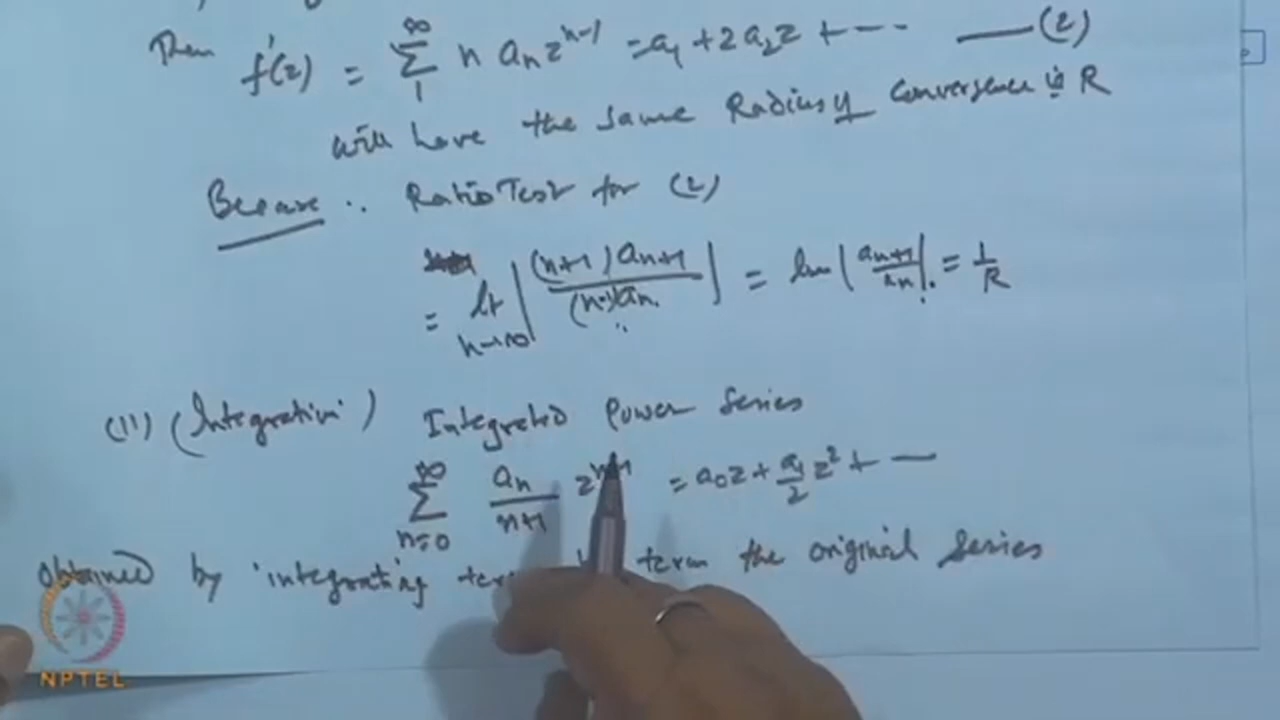 Then f'(z) = ∑_1^∞ n a_n z^{n-1} = a_1 + 2a_2 z + --- —— (2)
will have the same Radius of Convergence is R
Because ∴ Ratio Test for (2)
= lt_{n→∞} | (n+1) a_{n+1} / (n) a_n | = lim | a_{n+1} / a_n | = 1/R
(II) (Integration) Integrated Power Series
∑_{n=0}^∞ a_n/(n+1) z^{n+1} = a_0 z + a_1/2 z^2 + —
obtained by integrating term term the original series
NPTEL